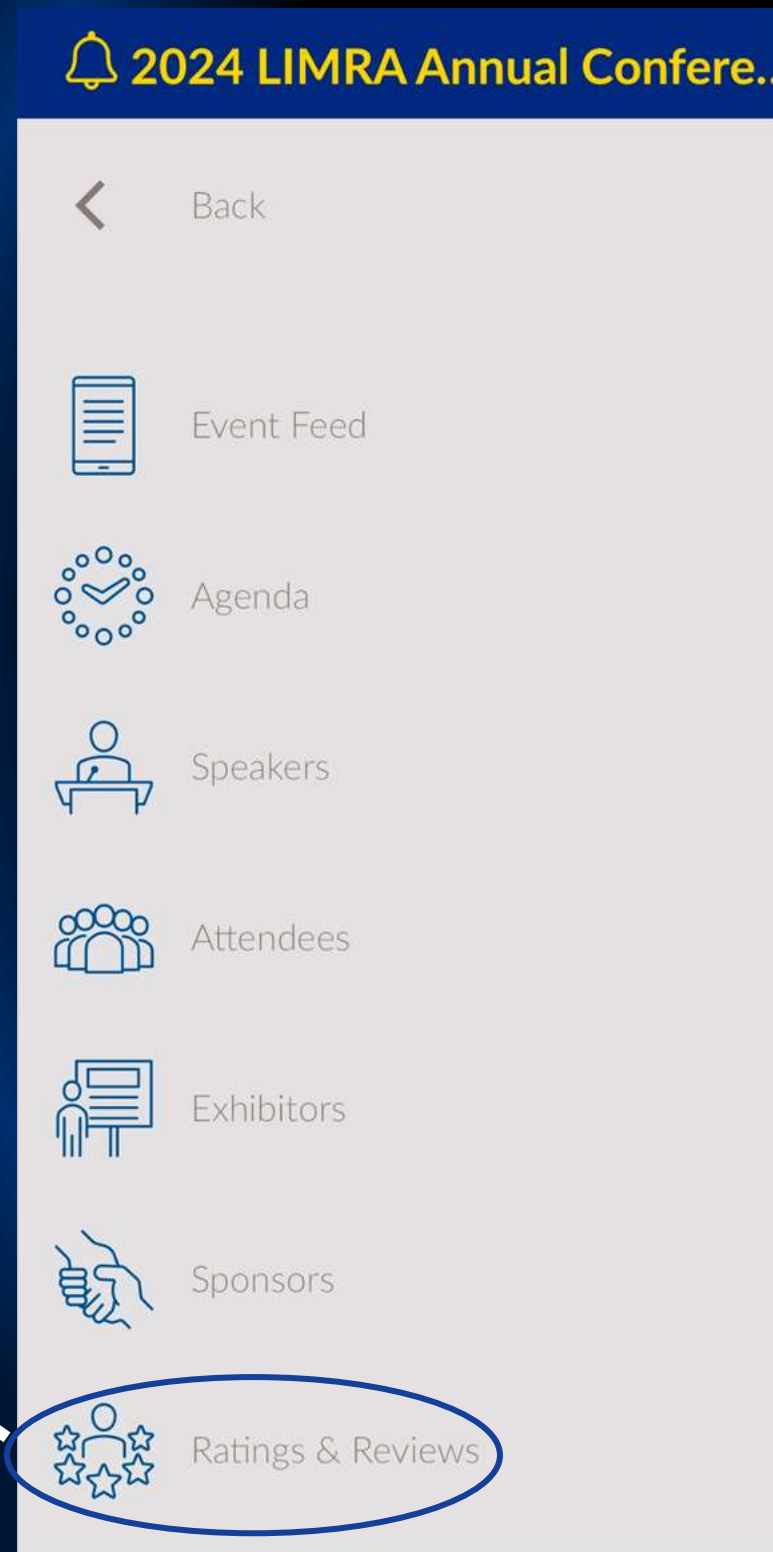 2024 LIMRA Annual Confere..
Back
Event Feed
Agenda
Speakers
Attendees
Exhibitors
Sponsors
Ratings & Reviews